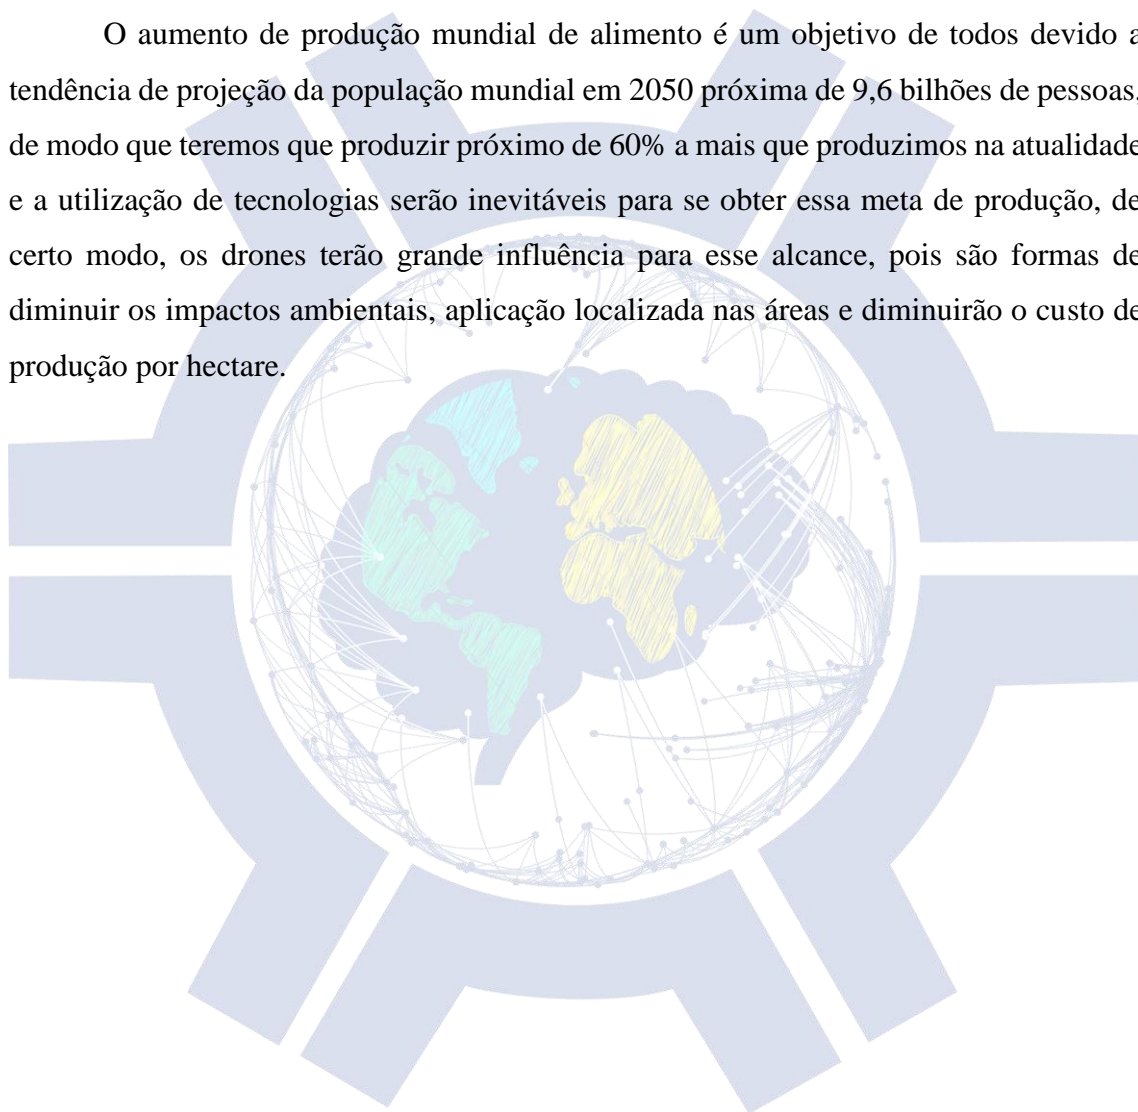 O aumento de produção mundial de alimento é um objetivo de todos devido a
tendência de projeção da população mundial em 2050 próxima de 9,6 bilhões de pessoas,
de modo que teremos que produzir próximo de 60% a mais que produzimos na atualidade
e a utilização de tecnologias serão inevitáveis para se obter essa meta de produção, de
certo modo, os drones terão grande influência para esse alcance, pois são formas de
diminuir os impactos ambientais, aplicação localizada nas áreas e diminuirão o custo de
produção por hectare.